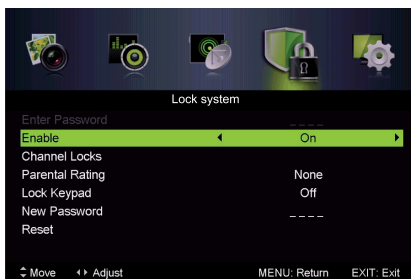 Lock system
Enter Password _ _ _ _
Enable On
Channel Locks
Parental Rating None
Lock Keypad Off
New Password _ _ _ _
Reset
Move Adjust MENU: Return EXIT: Exit